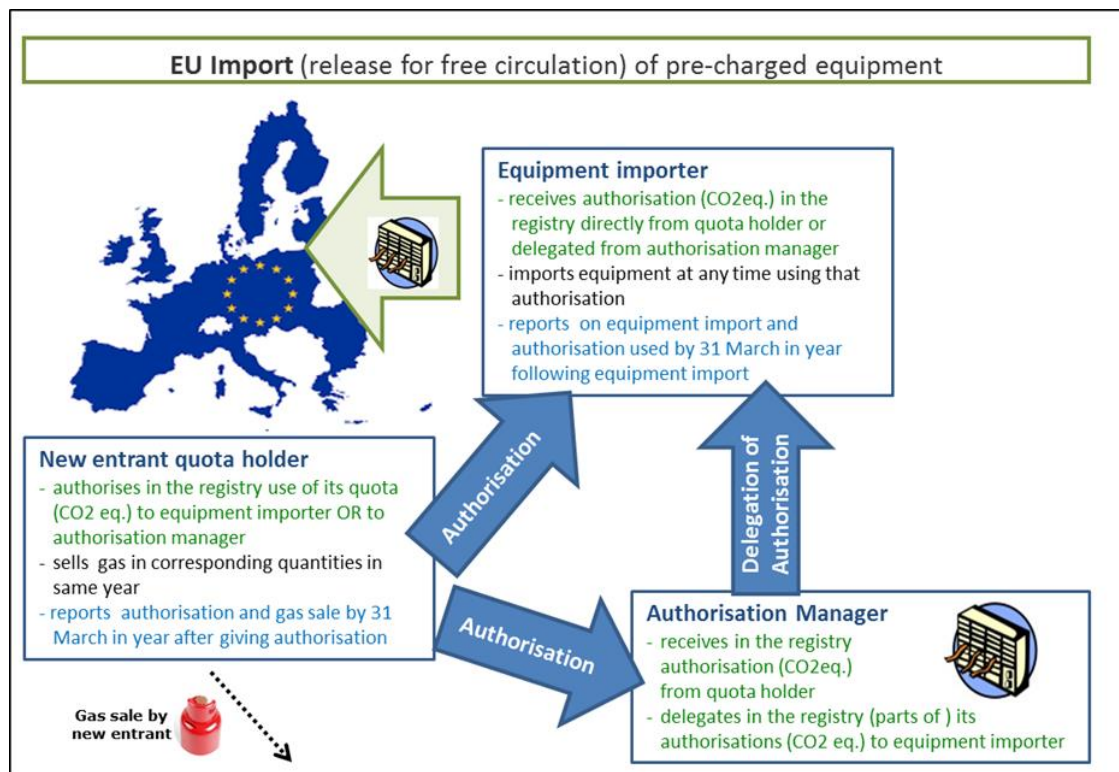 EU Import (release for free circulation) of pre-charged equipment
Equipment importer
- receives authorisation (CO2eq.) in the
registry directly from quota holder or
delegated from authorisation manager
- imports equipment at any time using that
authorisation
- reports on equipment import and
authorisation used by 31 March in year
following equipment import
New entrant quota holder
- authorises in the registry use of its quota
(CO2 eq.) to equipment importer OR to
authorisation manager
- sells gas in corresponding quantities in
same year
- reports authorisation and gas sale by 31
March in year after giving authorisation
Authorisation
Authorisation
Delegation of
Authorisation
Authorisation Manager
- receives in the registry
authorisation (CO2eq.)
from quota holder
- delegates in the registry (parts of ) its
authorisations (CO2 eq.) to equipment importer
Gas sale by
new entrant